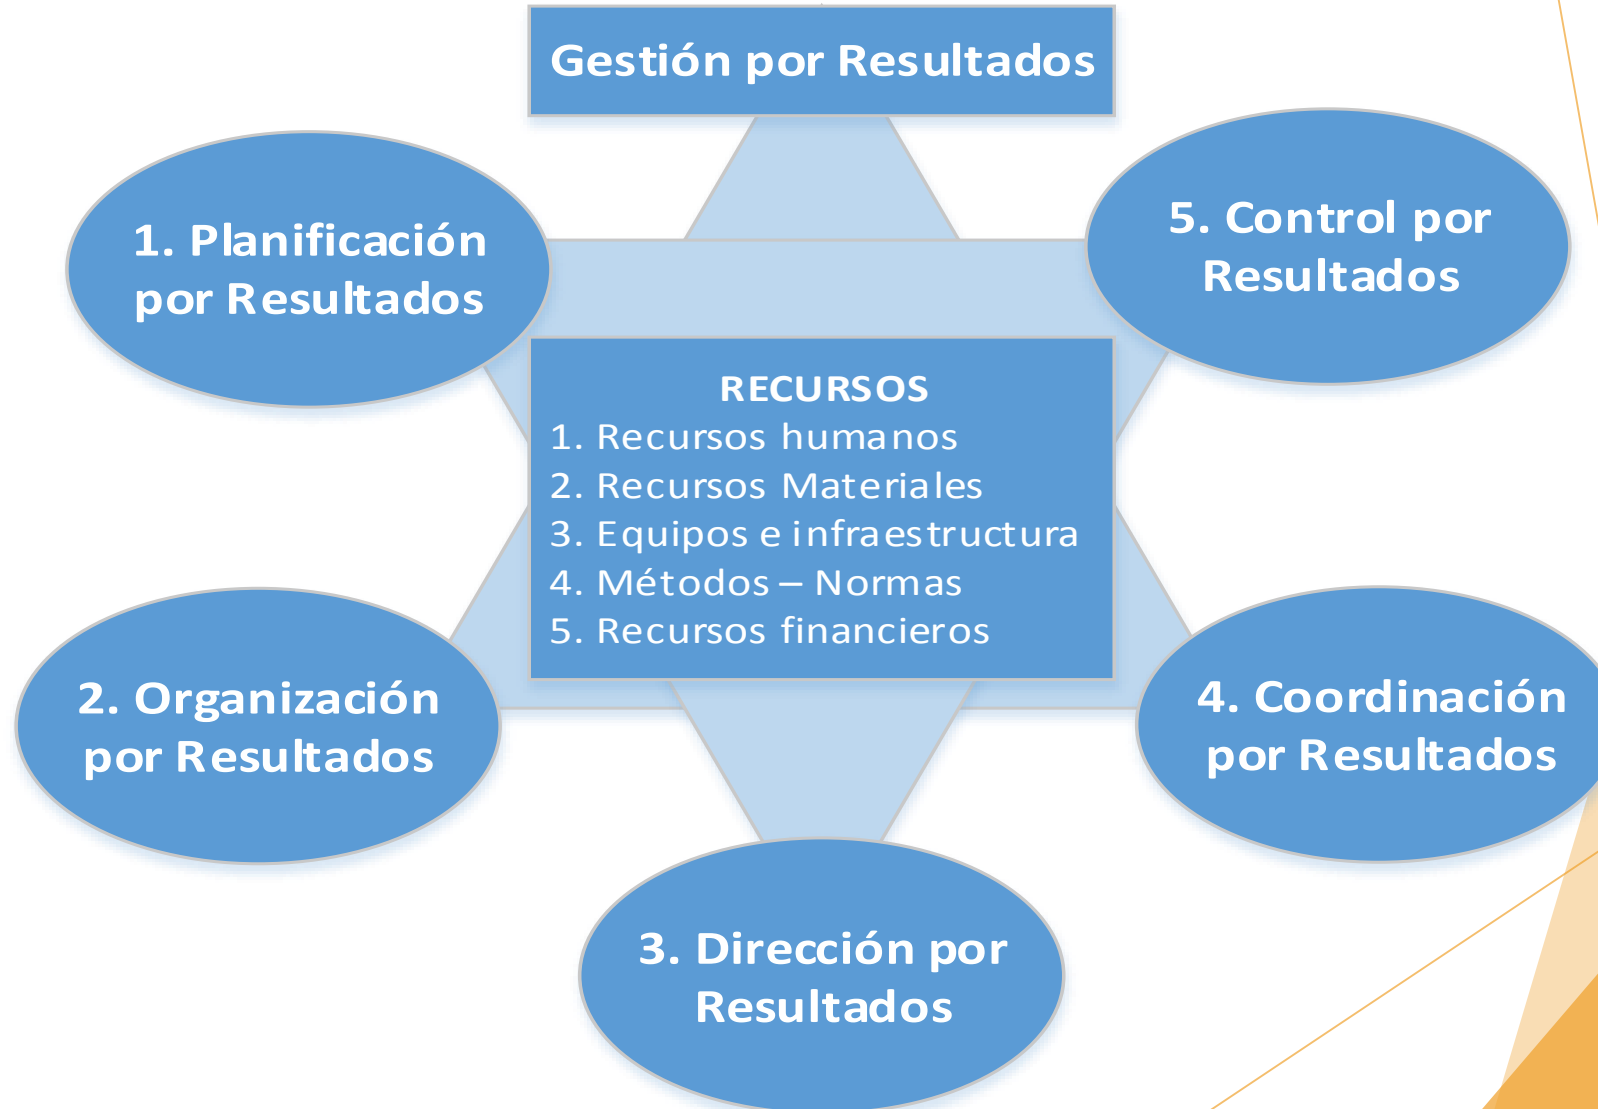 Gestión por Resultados
1. Planificación
por Resultados
5. Control por
Resultados
RECURSOS
1. Recursos humanos
2. Recursos Materiales
3. Equipos e infraestructura
4. Métodos – Normas
5. Recursos financieros
2. Organización
por Resultados
4. Coordinación
por Resultados
3. Dirección por
Resultados